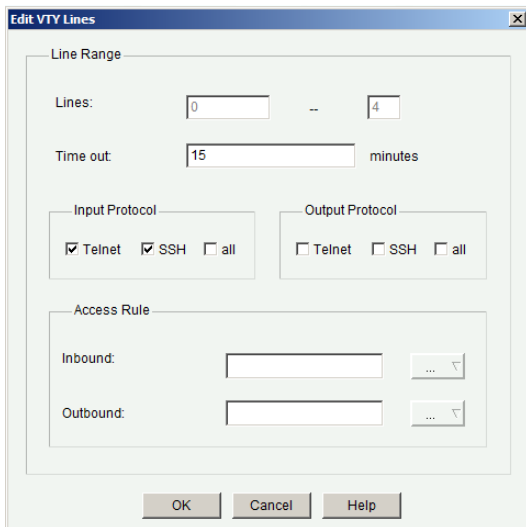 Edit VTY Lines
Line Range
Lines: 0 -- 4
Time out: 15 minutes
Input Protocol Output Protocol
Telnet SSH all Telnet SSH all
Access Rule
Inbound: ...
Outbound: ...
OK Cancel Help